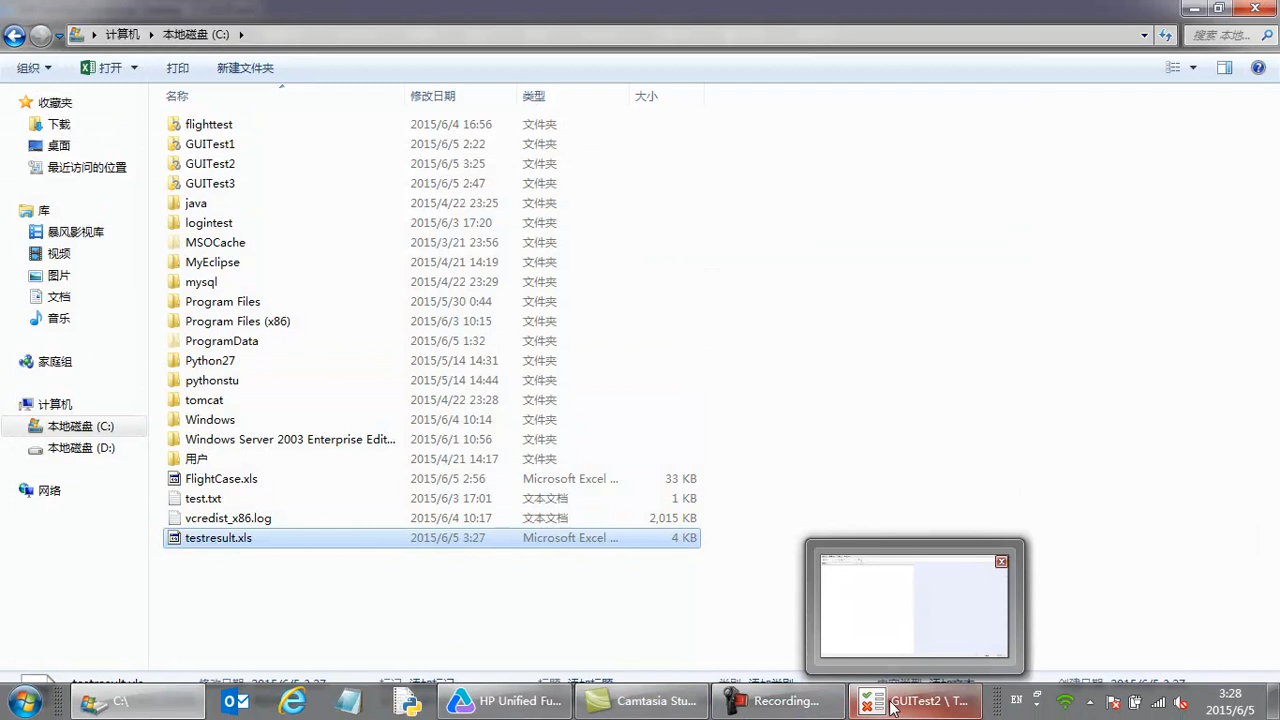 计算机 本地磁盘 (C:) 搜索 本地...
组织 打开 打印 新建文件夹
名称 修改日期 类型 大小
收藏夹
下载
桌面
最近访问的位置
库
暴风影视库
视频
图片
文档
音乐
家庭组
计算机
本地磁盘 (C:)
本地磁盘 (D:)
网络
flighttest 2015/6/4 16:56 文件夹
GUITest1 2015/6/5 2:22 文件夹
GUITest2 2015/6/5 3:25 文件夹
GUITest3 2015/6/5 2:47 文件夹
java 2015/4/22 23:25 文件夹
logintest 2015/6/3 17:20 文件夹
MSOCache 2015/3/21 23:56 文件夹
MyEclipse 2015/4/21 14:19 文件夹
mysql 2015/4/22 23:29 文件夹
Program Files 2015/5/30 0:44 文件夹
Program Files (x86) 2015/6/3 10:15 文件夹
ProgramData 2015/6/5 1:32 文件夹
Python27 2015/5/14 14:31 文件夹
pythonstu 2015/5/14 14:44 文件夹
tomcat 2015/4/22 23:28 文件夹
Windows 2015/6/4 10:14 文件夹
Windows Server 2003 Enterprise Edit... 2015/6/1 10:56 文件夹
用户 2015/4/21 14:17 文件夹
FlightCase.xls 2015/6/5 2:56 Microsoft Excel ... 33 KB
test.txt 2015/6/3 17:01 文本文档 1 KB
vcredist_x86.log 2015/6/4 10:17 文本文档 2,015 KB
testresult.xls 2015/6/5 3:27 Microsoft Excel ... 4 KB
C:\ HP Unified Fu... Camtasia Stu... Recording... GUITest2 \ T... EN 3:28
2015/6/5